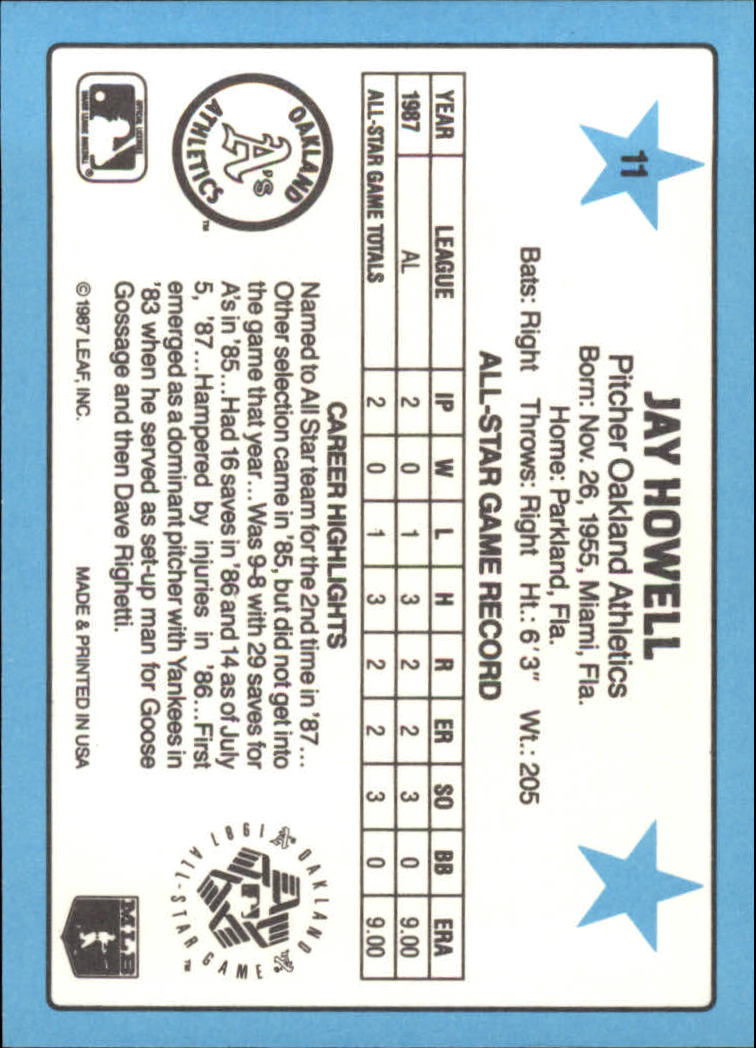 11
JAY HOWELL
Pitcher Oakland Athletics
Born: Nov. 26, 1955, Miami, Fla.
Home: Parkland, Fla.
Bats: Right Throws: Right Ht.: 6'3" Wt.: 205
ALL-STAR GAME RECORD
YEAR LEAGUE IP W L H R ER SO BB ERA
1987 AL 2 0 1 3 2 2 3 0 9.00
ALL-STAR GAME TOTALS 2 0 1 3 2 2 3 0 9.00
OAKLAND
A's
ATHLETICS
TM
CAREER HIGHLIGHTS
Named to All Star team for the 2nd time in '87...
Other selection came in '85, but did not get into
the game that year...Was 9-8 with 29 saves for
A's in '85...Had 16 saves in '86 and 14 as of July
5, '87...Hampered by injuries in '86...First
emerged as a dominant pitcher with Yankees in
'83 when he served as set-up man for Goose
Gossage and then Dave Righetti.
OAKLAND
A's
1987 ALL-STAR GAME
TM
OFFICIAL LICENSEE
MAJOR LEAGUE BASEBALL
®
© 1987 LEAF, INC. MADE & PRINTED IN USA
MLB